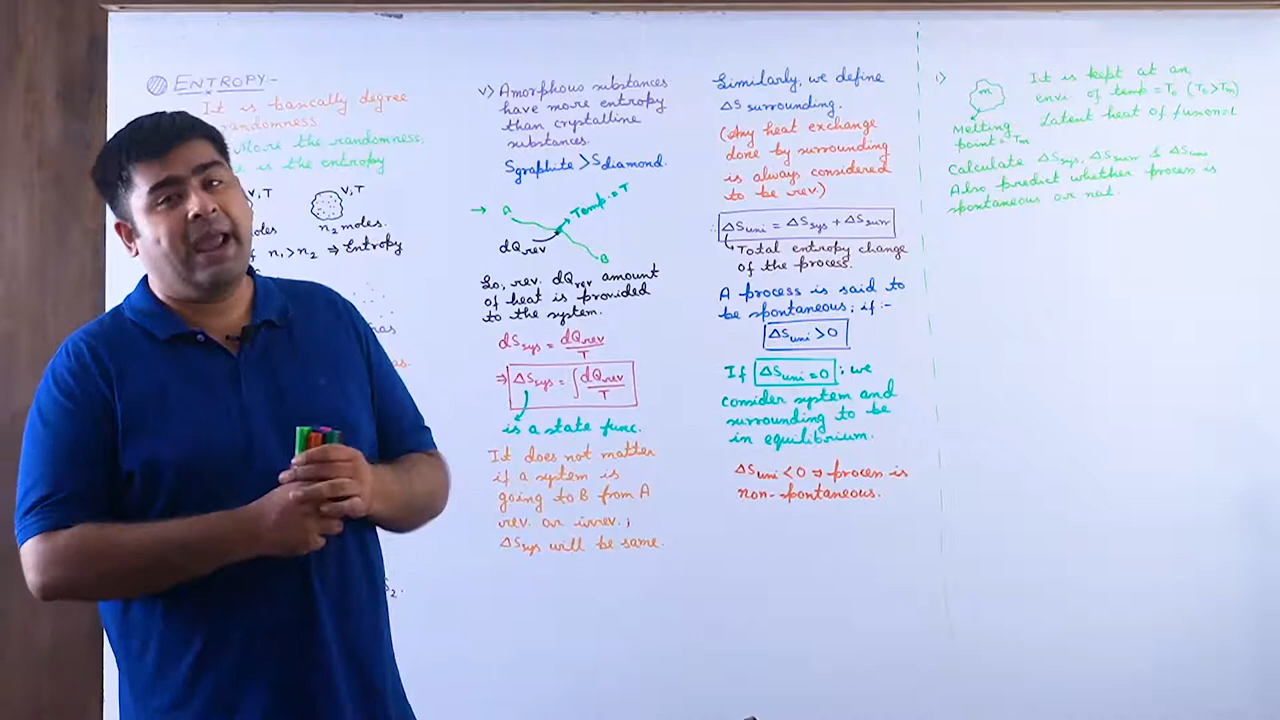 ENTROPY:-
It is basically degree
randomness.
More the randomness,
is the entropy
V,T
V,T
moles
n₂ moles.
n₁>n₂ ⇒ Entropy
as.
v) Amorphous substances
have more entropy
than crystalline
substances.
Sgraphite > Sdiamond.
→ A
Temp.=T
dQrev
B
So, rev. dQrev amount
of heat is provided
to the system.
dSsys = dQrev/T
⇒ ΔSsys = ∫dQrev/T
is a state func.
It does not matter
if a system is
going to B from A
rev. or irrev.;
ΔSsys will be same.
Similarly, we define
ΔS surrounding.
(Any heat exchange
done by surrounding
is always considered
to be rev.)
∴ ΔSuni = ΔSsys + ΔSsurr
Total entropy change
of the process.
A process is said to
be spontaneous; if :-
ΔSuni > 0
If ΔSuni = 0 ; we
consider system and
surrounding to be
in equilibrium.
ΔSuni < 0 ⇒ process is
non-spontaneous.
1)
m
Melting
point = Tm
It is kept at an
envi of temp = T₀ (T₀ > Tm)
Latent heat of fusion = L
Calculate ΔSsys, ΔSsurr & ΔSuni
Also predict whether process is
spontaneous or not.